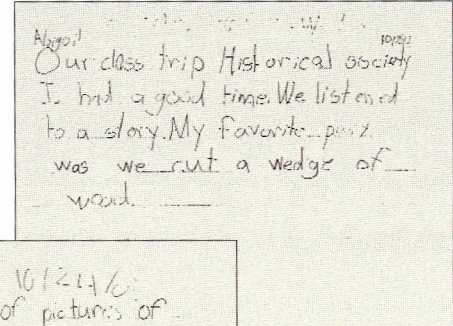 Abigail
Our class trip Historical society
I had a good time. We listened
to a story. My favorite part
was we cut a wedge of
wood
of pictures of